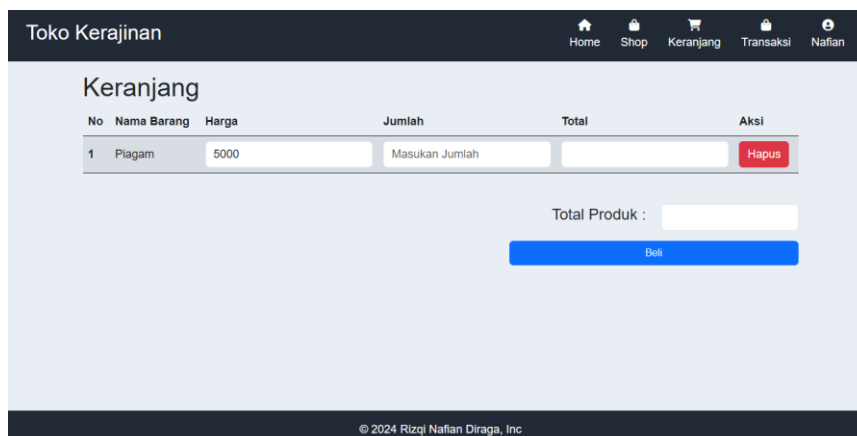 Toko Kerajinan
Home Shop Keranjang Transaksi Nafian
Keranjang
No Nama Barang Harga Jumlah Total Aksi
1 Piagam 5000 Masukan Jumlah Hapus
Total Produk :
Beli
© 2024 Rizqi Nafian Diraga, Inc